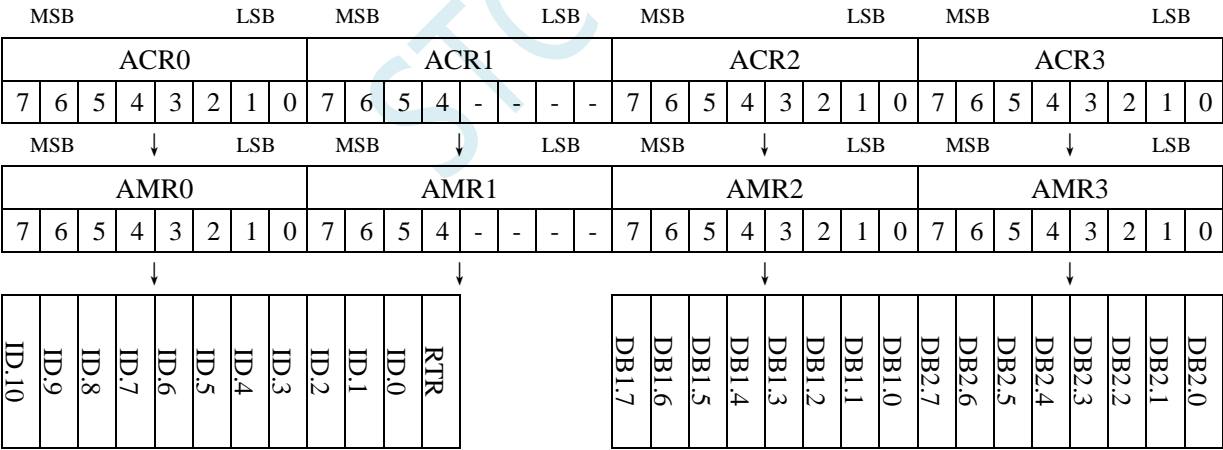 MSB LSB MSB LSB MSB LSB MSB LSB
ACR0 ACR1 ACR2 ACR3
7 6 5 4 3 2 1 0 7 6 5 4 - - - - 7 6 5 4 3 2 1 0 7 6 5 4 3 2 1 0
MSB ↓ LSB MSB ↓ LSB MSB ↓ LSB MSB ↓ LSB
AMR0 AMR1 AMR2 AMR3
7 6 5 4 3 2 1 0 7 6 5 4 - - - - 7 6 5 4 3 2 1 0 7 6 5 4 3 2 1 0
↓ ↓ ↓ ↓
ID.10 ID.9 ID.8 ID.7 ID.6 ID.5 ID.4 ID.3 ID.2 ID.1 ID.0 RTR DB1.7 DB1.6 DB1.5 DB1.4 DB1.3 DB1.2 DB1.1 DB1.0 DB2.7 DB2.6 DB2.5 DB2.4 DB2.3 DB2.2 DB2.1 DB2.0
STC